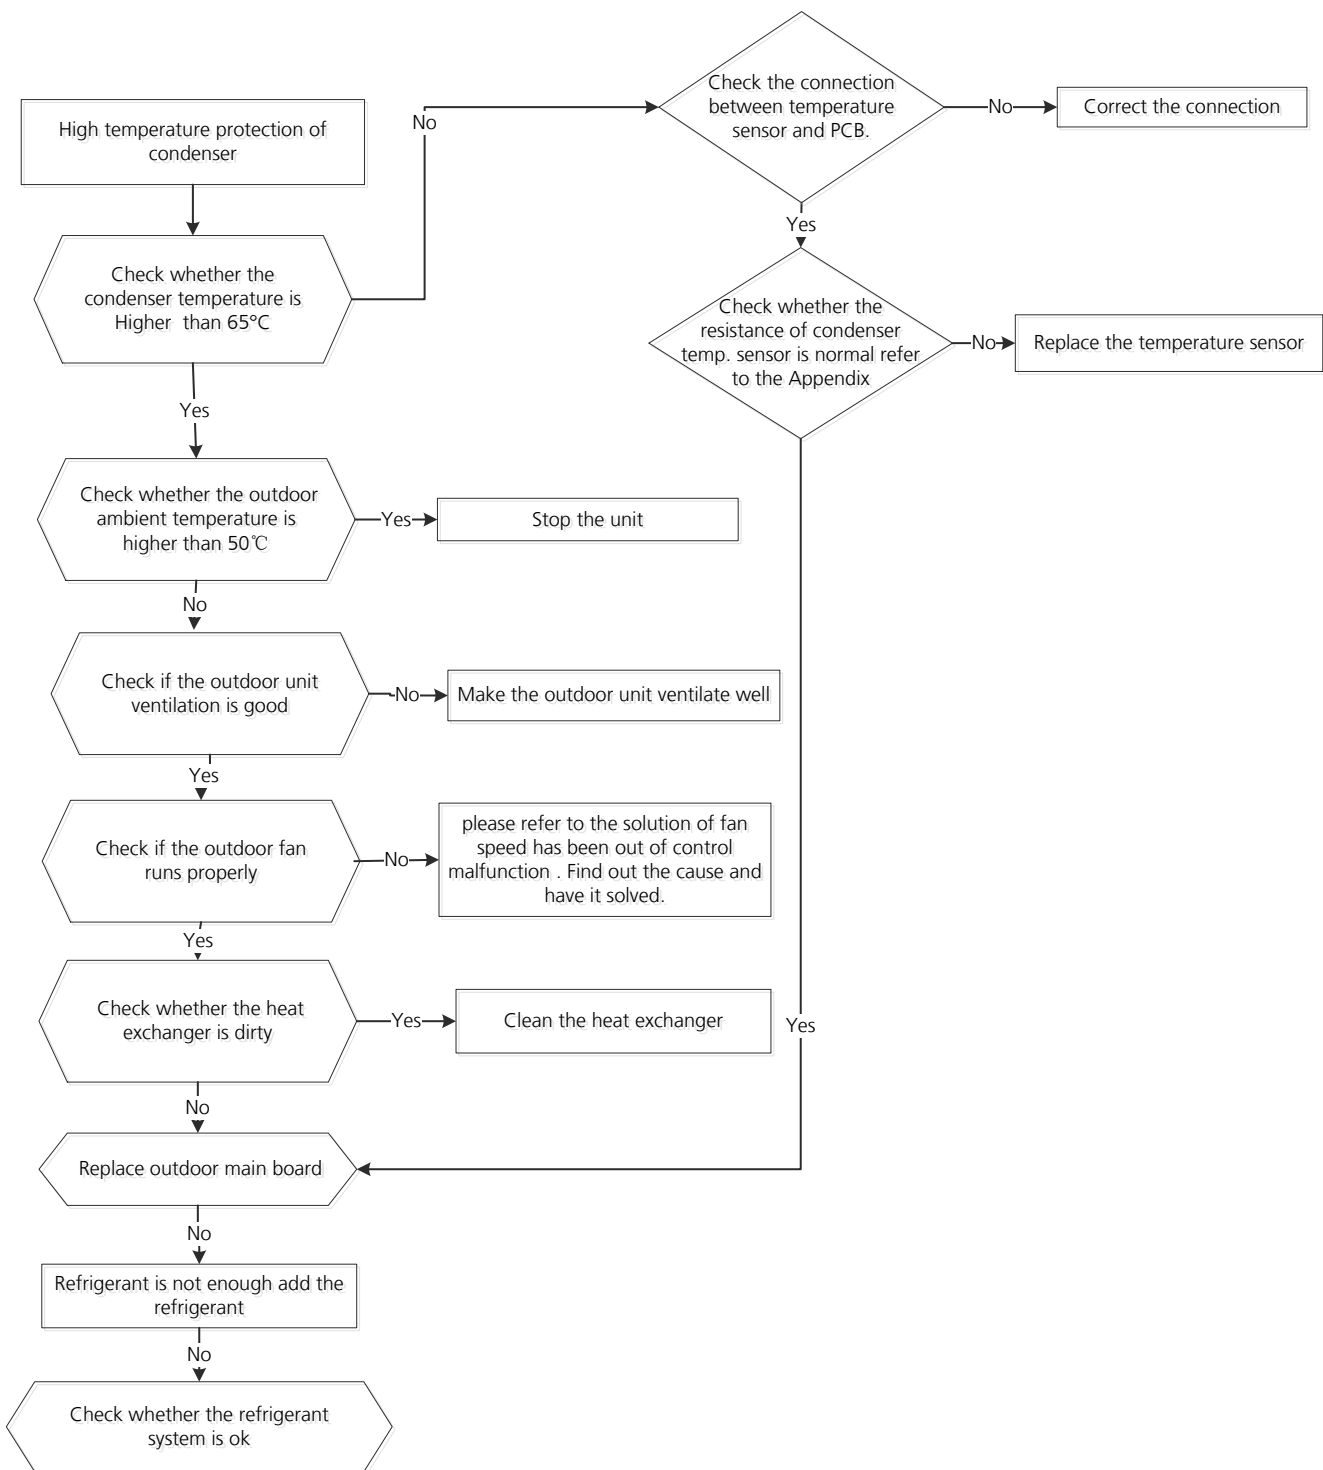 High temperature protection of
condenser
No
Check the connection
between temperature
sensor and PCB.
No
Correct the connection
Yes
Check whether the
condenser temperature is
Higher than 65°C
Check whether the
resistance of condenser
temp. sensor is normal refer
to the Appendix
No
Replace the temperature sensor
Yes
Check whether the outdoor
ambient temperature is
higher than 50℃
Yes
Stop the unit
No
Check if the outdoor unit
ventilation is good
No
Make the outdoor unit ventilate well
Yes
Check if the outdoor fan
runs properly
No
please refer to the solution of fan
speed has been out of control
malfunction . Find out the cause and
have it solved.
Yes
Check whether the heat
exchanger is dirty
Yes
Clean the heat exchanger
Yes
No
Replace outdoor main board
No
Refrigerant is not enough add the
refrigerant
No
Check whether the refrigerant
system is ok